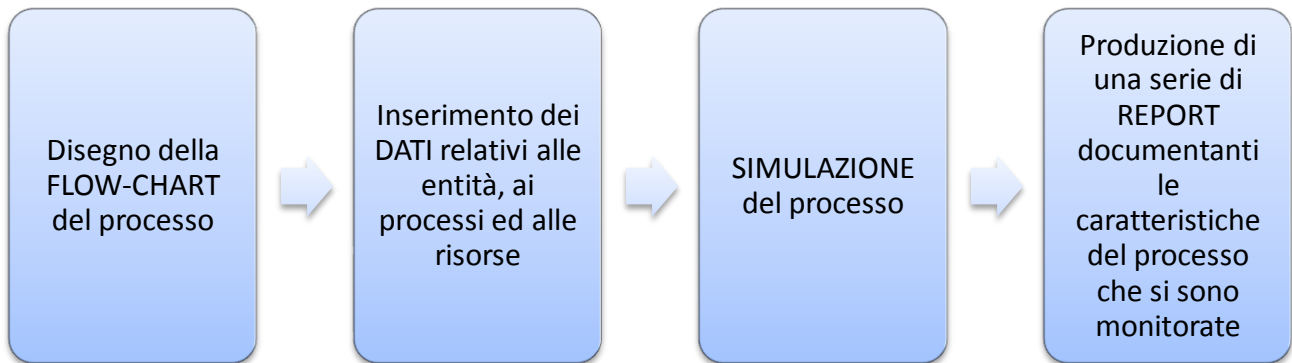 Disegno della
FLOW-CHART
del processo
Inserimento dei
DATI relativi alle
entità, ai
processi ed alle
risorse
SIMULAZIONE
del processo
Produzione di
una serie di
REPORT
documentanti
le
caratteristiche
del processo
che si sono
monitorate